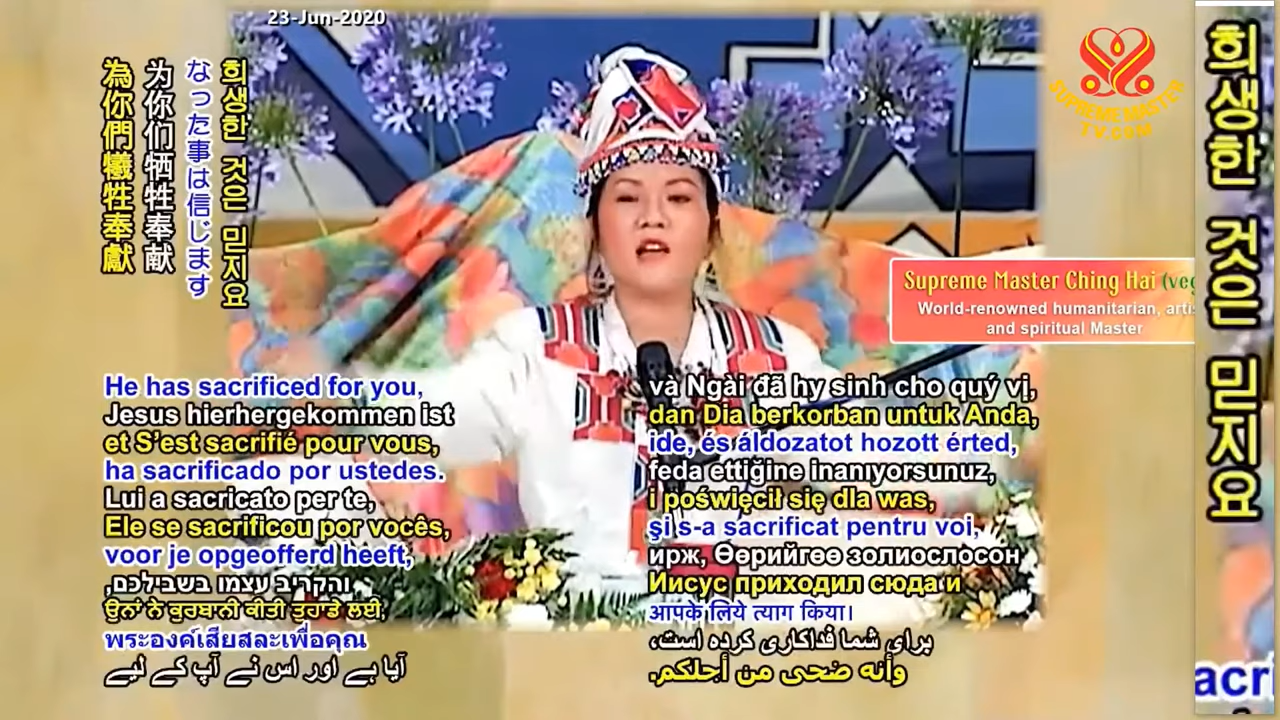 23-Jun-2020
희생한 것은 믿지요
なった事は信じます
为你们牺牲奉献
為你們犧牲奉獻
SUPREME MASTER
TV.COM
Supreme Master Ching Hai (veg
World-renowned humanitarian, artis
and spiritual Master
He has sacrificed for you,
Jesus hierhergekommen ist
et S'est sacrifié pour vous,
ha sacrificado por ustedes.
Lui a sacricato per te,
Ele se sacrificou por vocês,
voor je opgeofferd heeft,
והקריב עצמו בשבילכם,
ਉਨਾਂ ਨੇ ਕੁਰਬਾਨੀ ਕੀਤੀ ਤੁਹਾਡੇ ਲਈ,
พระองค์เสียสละเพื่อคุณ
آیا ہے اور اس نے آپ کے لیے
và Ngài đã hy sinh cho quý vị,
dan Dia berkorban untuk Anda,
ide, és áldozatot hozott érted,
feda ettiğine inanıyorsunuz,
i poświęcił się dla was,
şi s-a sacrificat pentru voi,
ирж, Өөрийгөө золиослосон
Иисус приходил сюда и
आपके लिये त्याग किया।
برای شما فداکاری کرده است،
وأنه ضحى من أجلكم.
희생한 것은 믿지요
acri